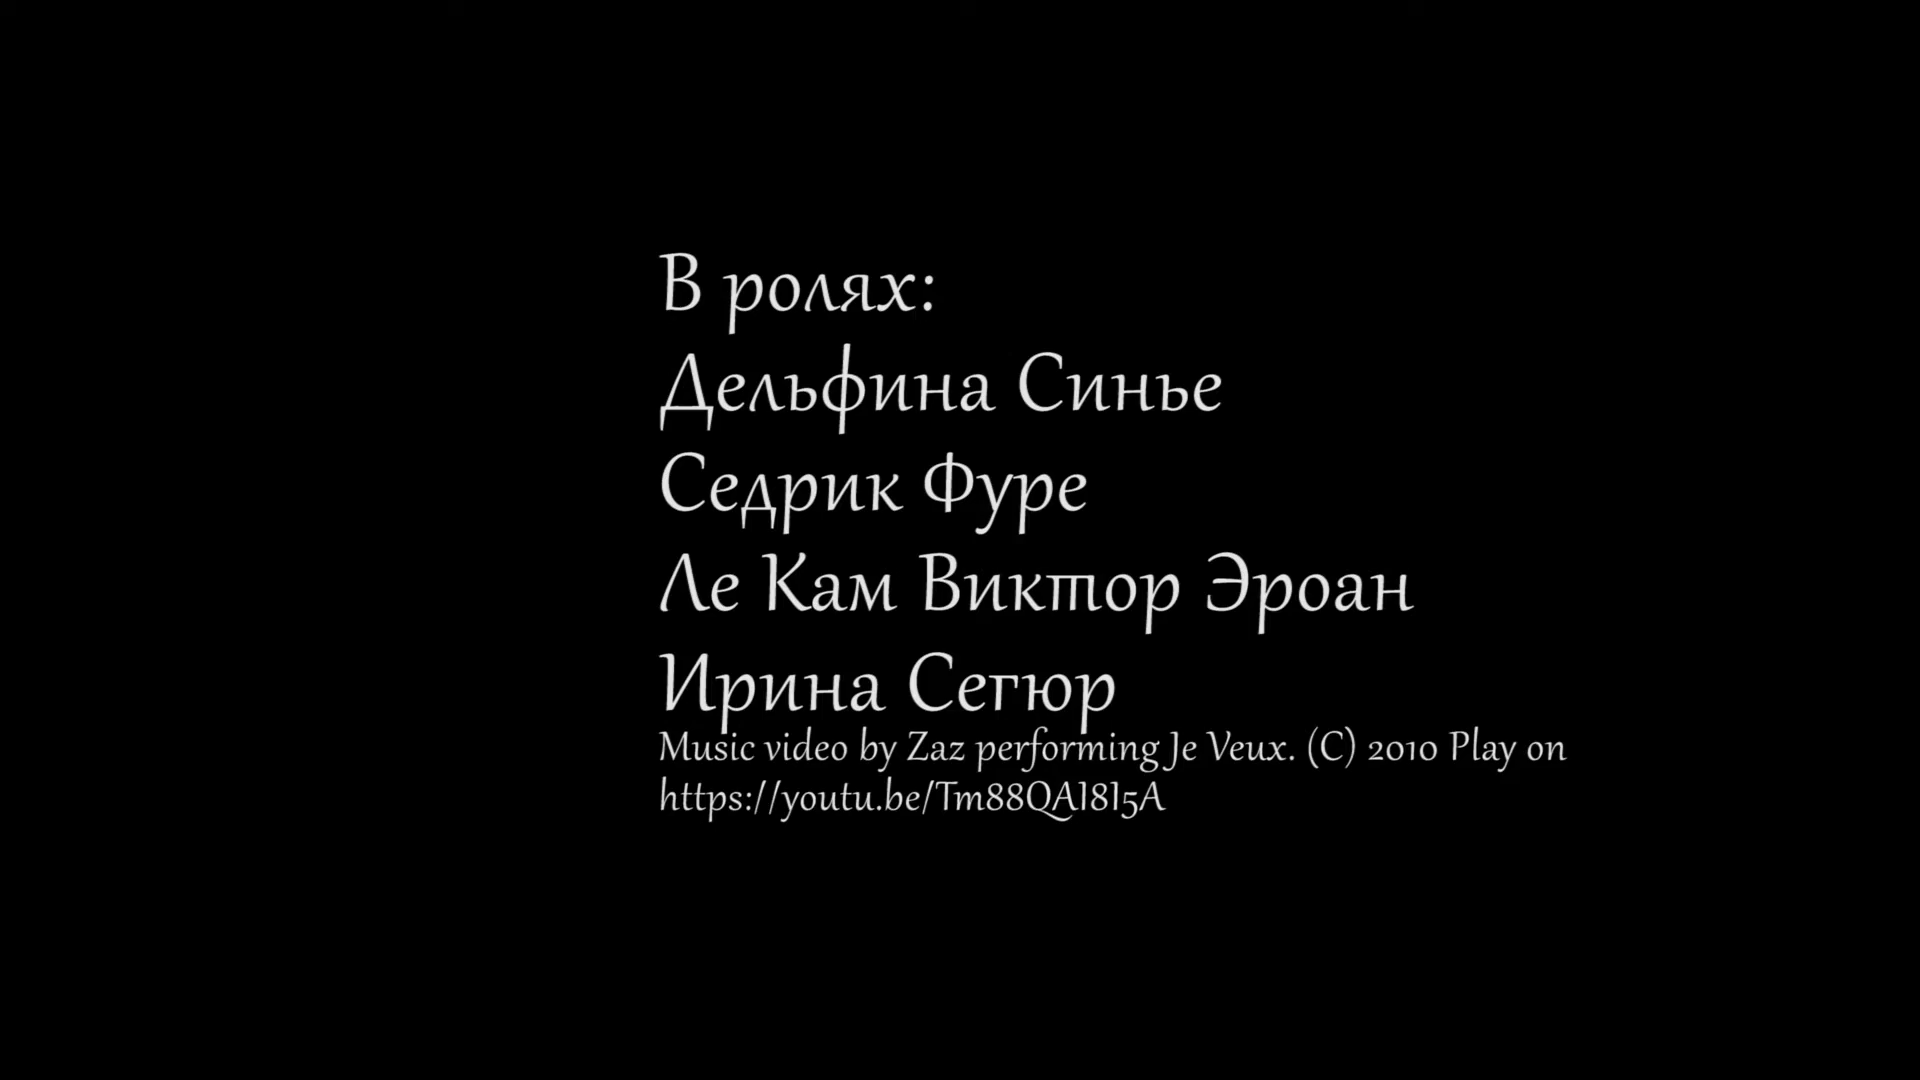 В ролях:
Дельфина Синье
Седрик Фуре
Ле Кам Виктор Эроан
Ирина Сегюр
Music video by Zaz performing Je Veux. (C) 2010 Play on
https://youtu.be/Tm88QAI8I5A